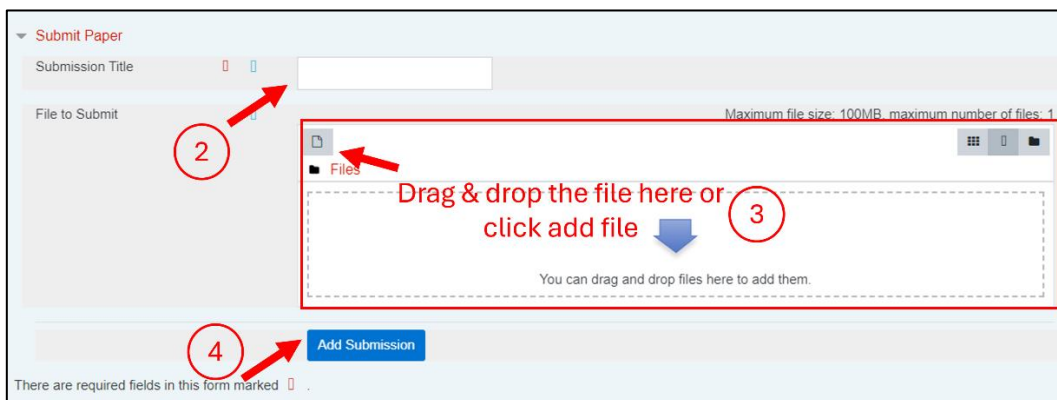 Submit Paper
Submission Title
File to Submit
Maximum file size: 100MB, maximum number of files: 1
2
Files
Drag & drop the file here or
click add file
3
You can drag and drop files here to add them.
4
Add Submission
There are required fields in this form marked .